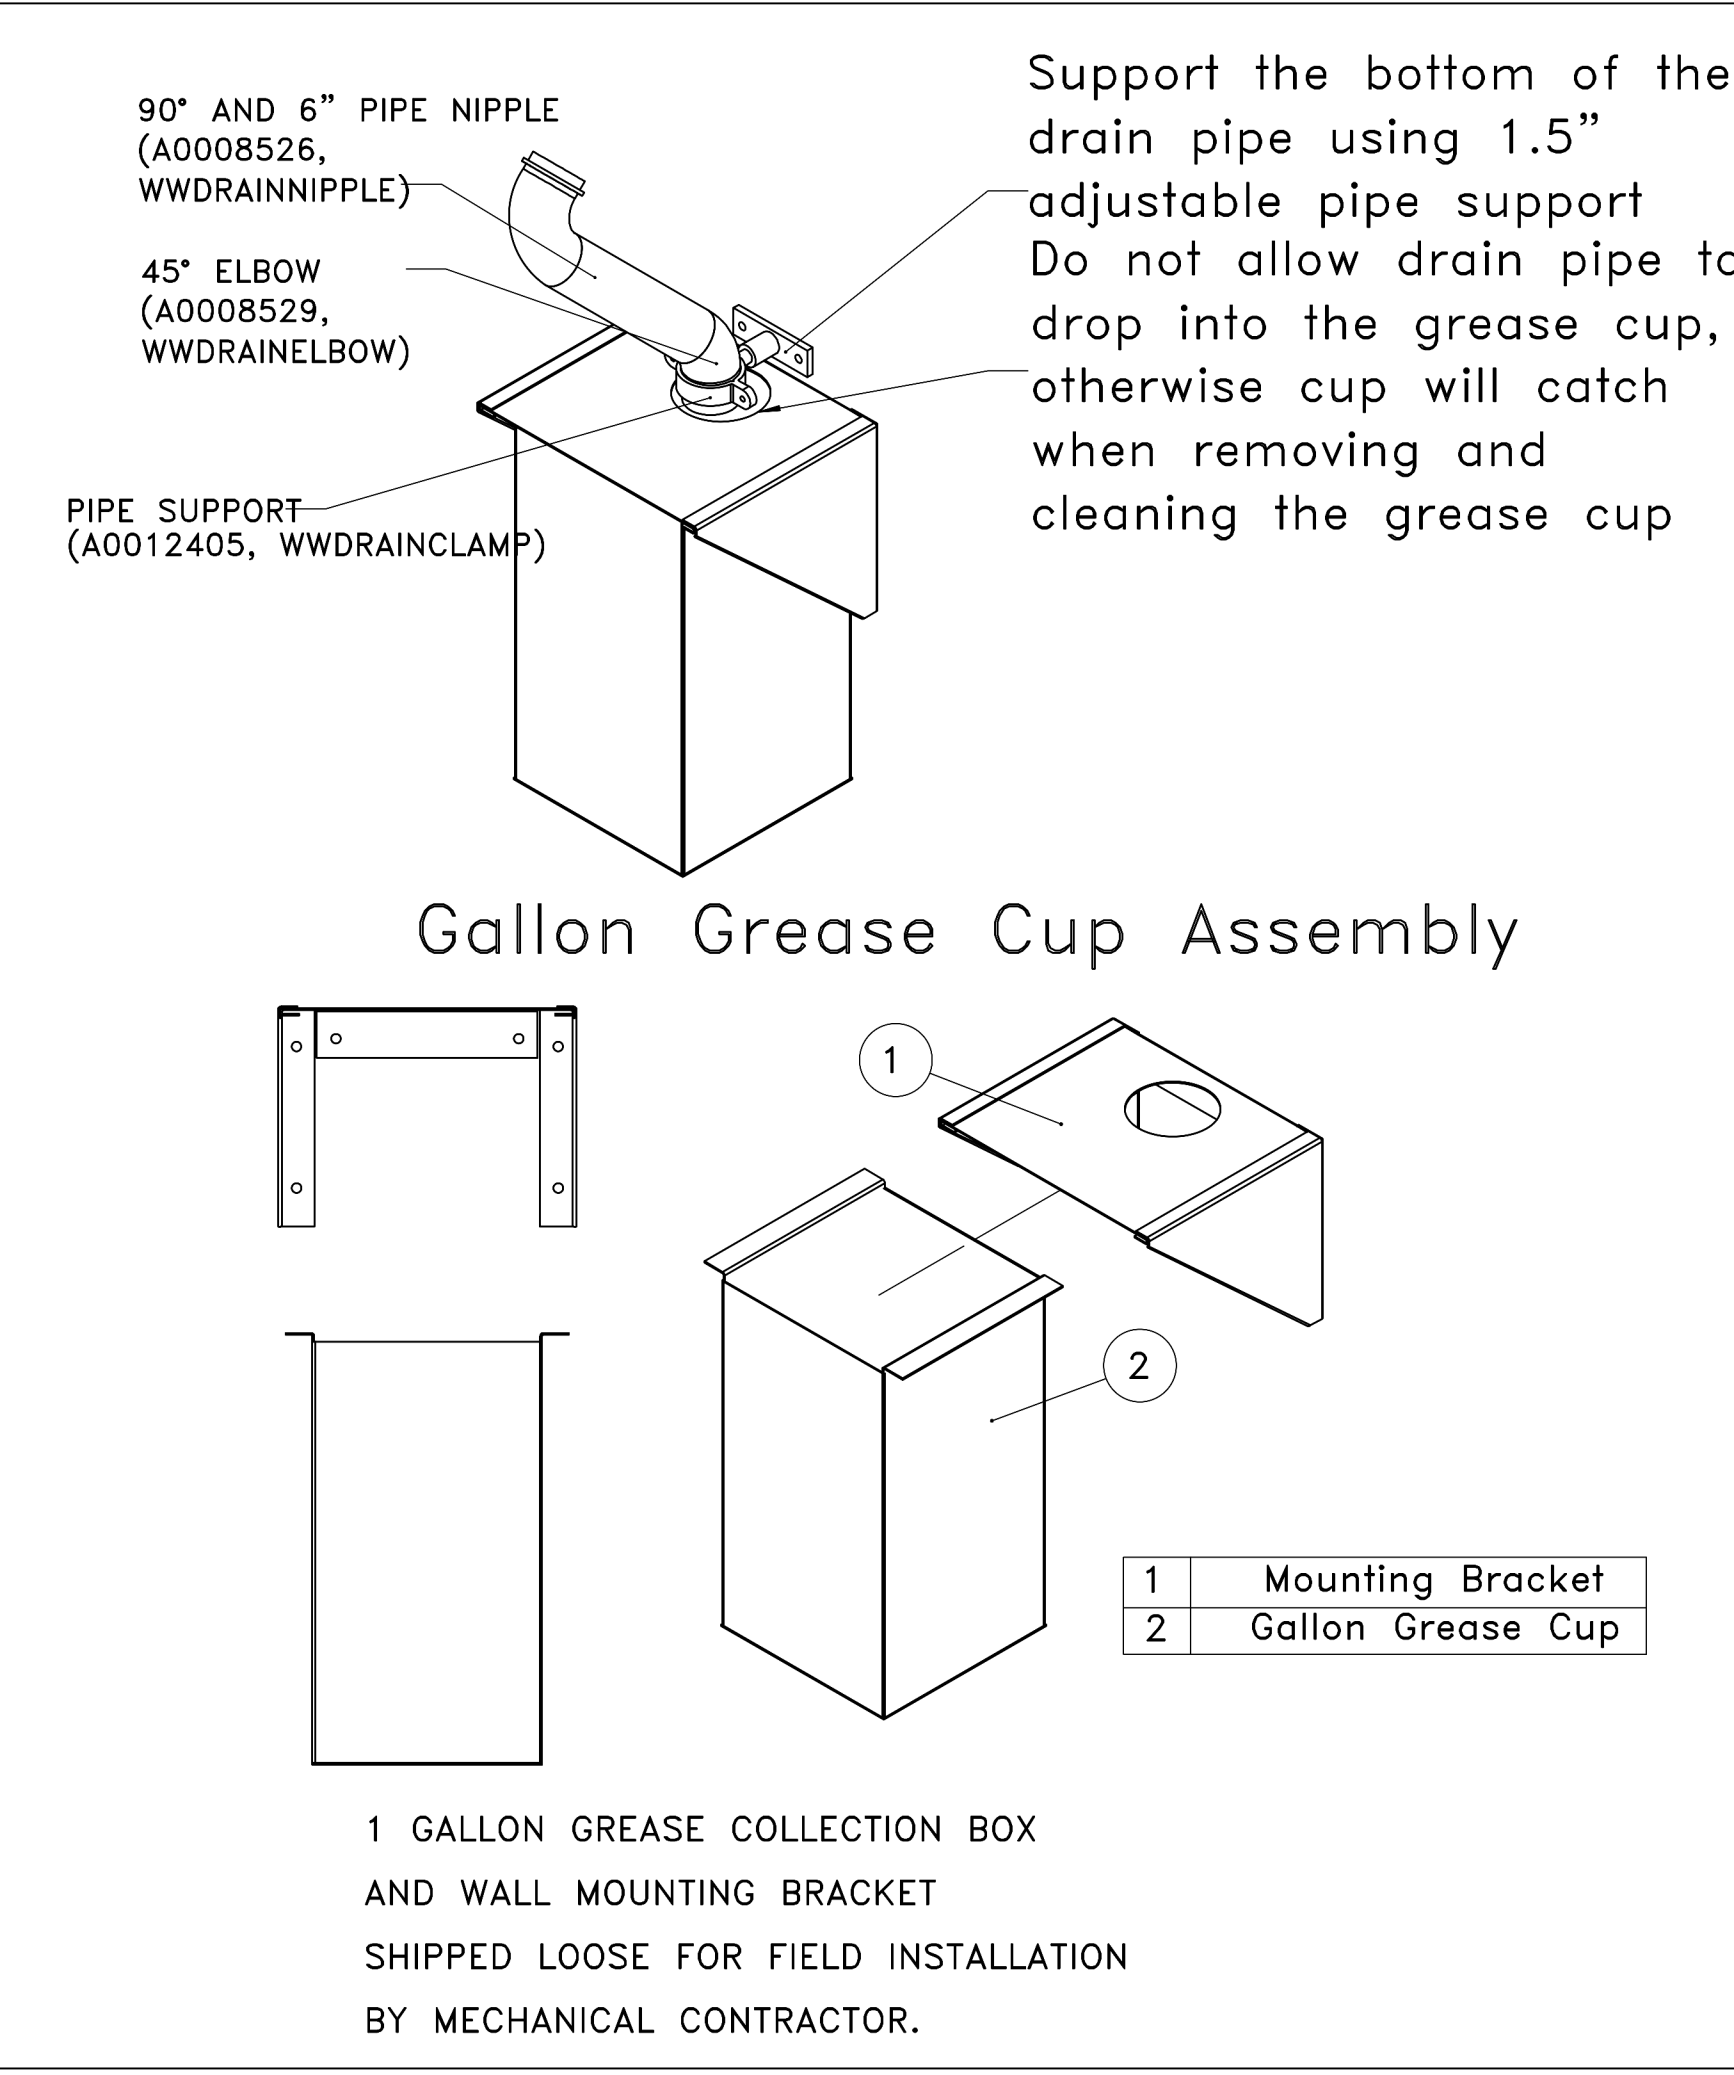 90° AND 6” PIPE NIPPLE
(A0008526,
WWDRAINNIPPLE)
45° ELBOW
(A0008529,
WWDRAINELBOW)
PIPE SUPPORT
(A0012405, WWDRAINCLAMP)
Support the bottom of the
drain pipe using 1.5”
adjustable pipe support
Do not allow drain pipe to
drop into the grease cup,
otherwise cup will catch
when removing and
cleaning the grease cup
Gallon Grease Cup Assembly
1
2
1 Mounting Bracket
2 Gallon Grease Cup
1 GALLON GREASE COLLECTION BOX
AND WALL MOUNTING BRACKET
SHIPPED LOOSE FOR FIELD INSTALLATION
BY MECHANICAL CONTRACTOR.